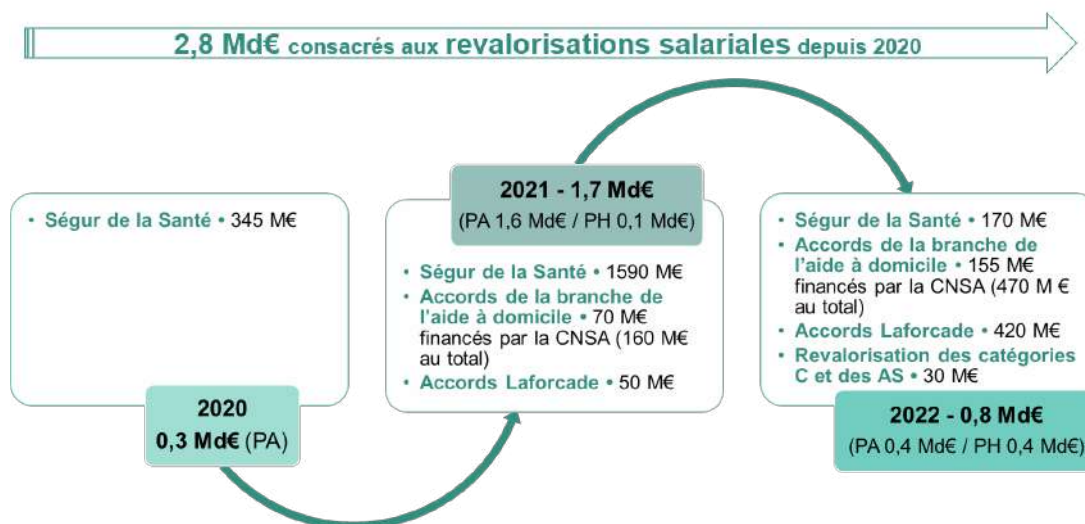 2,8 Md€ consacrés aux revalorisations salariales depuis 2020
• Ségur de la Santé • 345 M€
2020
0,3 Md€ (PA)
2021 - 1,7 Md€
(PA 1,6 Md€ / PH 0,1 Md€)
• Ségur de la Santé • 1590 M€
• Accords de la branche de
l'aide à domicile • 70 M€
financés par la CNSA (160 M€
au total)
• Accords Laforcade • 50 M€
• Ségur de la Santé • 170 M€
• Accords de la branche de
l'aide à domicile • 155 M€
financés par la CNSA (470 M €
au total)
• Accords Laforcade • 420 M€
• Revalorisation des catégories
C et des AS • 30 M€
2022 - 0,8 Md€
(PA 0,4 Md€ / PH 0,4 Md€)